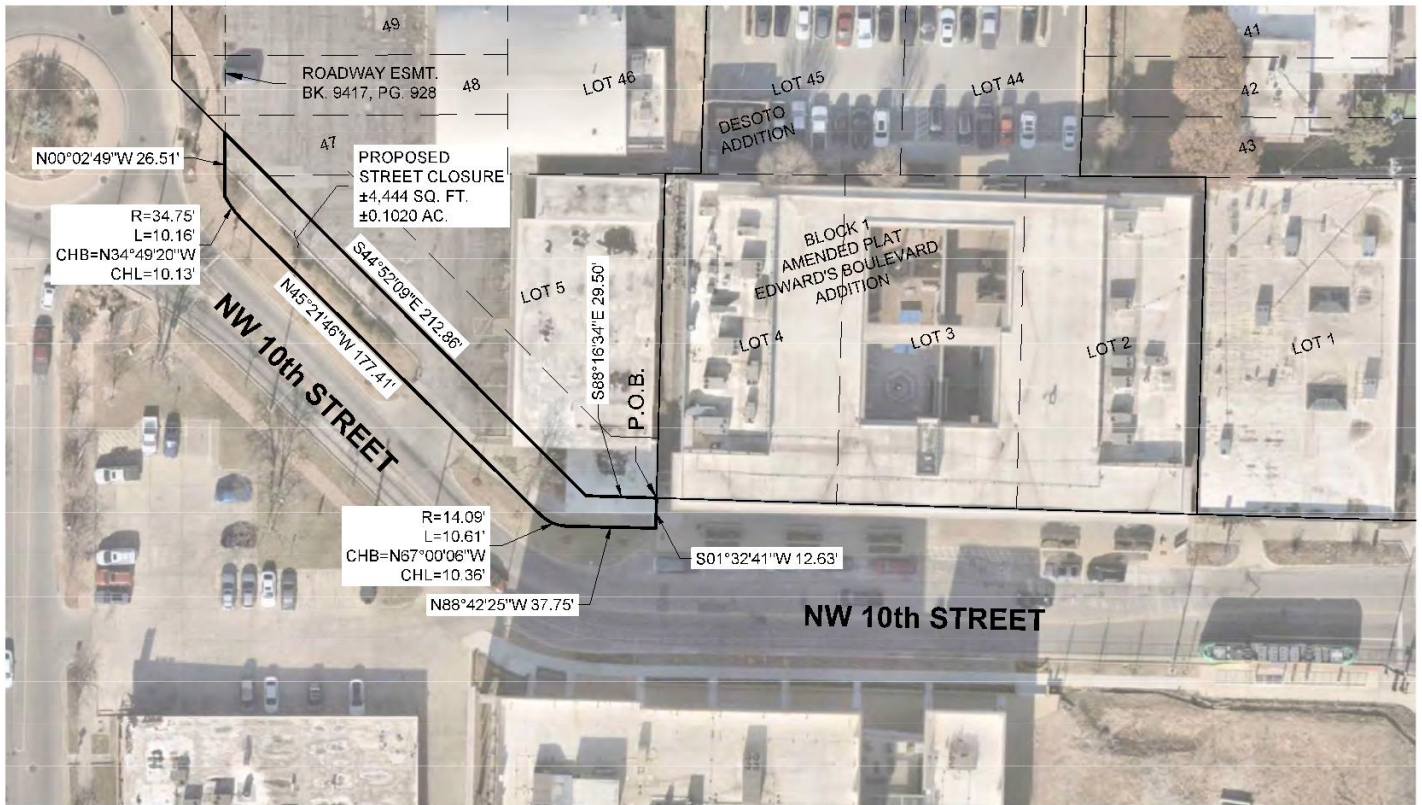 49
ROADWAY ESMT.
BK. 9417, PG. 928
48
LOT 46
LOT 45
LOT 44
41
42
43
DESOTO
ADDITION
47
N00°02'49"W 26.51'
PROPOSED
STREET CLOSURE
±4,444 SQ. FT.
±0.1020 AC.
R=34.75'
L=10.16'
CHB=N34°49'20"W
CHL=10.13'
S44°52'09"E 212.86'
N45°21'46"W 177.41'
NW 10th STREET
LOT 5
S88°16'34"E 29.50'
P.O.B.
BLOCK 1
AMENDED PLAT
EDWARD'S BOULEVARD
ADDITION
LOT 4
LOT 3
LOT 2
LOT 1
R=14.09'
L=10.61'
CHB=N67°00'06"W
CHL=10.36'
S01°32'41"W 12.63'
N88°42'25"W 37.75'
NW 10th STREET